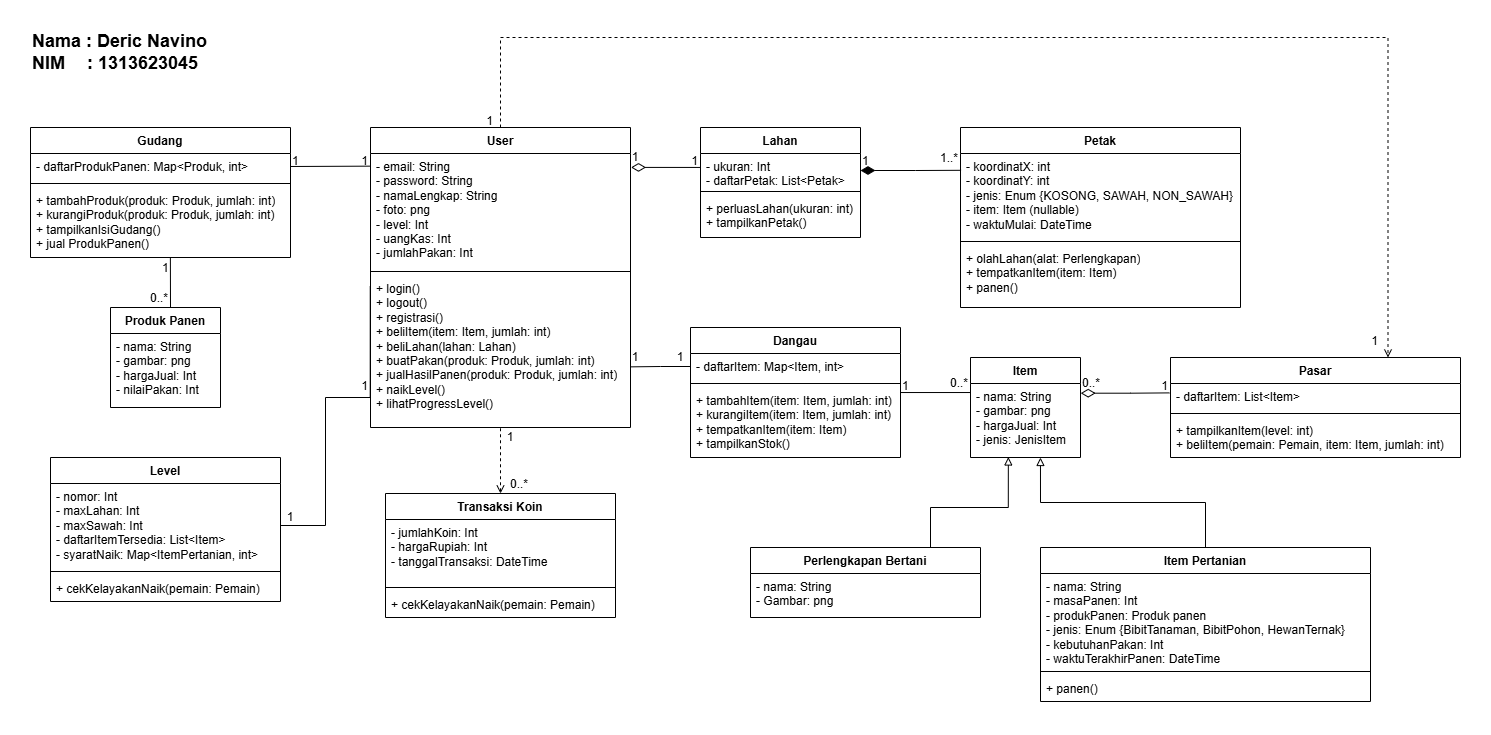 Nama : Deric Navino
NIM : 1313623045
1
Gudang
- daftarProdukPanen: Map<Produk, int>
+ tambahProduk(produk: Produk, jumlah: int)
+ kurangiProduk(produk: Produk, jumlah: int)
+ tampilkanIsiGudang()
+ jual ProdukPanen()
1
1
User
- email: String
- password: String
- namaLengkap: String
- foto: png
- level: Int
- uangKas: Int
- jumlahPakan: Int
+ login()
+ logout()
+ registrasi()
+ beliItem(item: Item, jumlah: int)
+ beliLahan(lahan: Lahan)
+ buatPakan(produk: Produk, jumlah: int)
+ jualHasilPanen(produk: Produk, jumlah: int)
+ naikLevel()
+ lihatProgressLevel()
1
1
Lahan
- ukuran: Int
- daftarPetak: List<Petak>
+ perluasLahan(ukuran: int)
+ tampilkanPetak()
1
1..*
Petak
- koordinatX: int
- koordinatY: int
- jenis: Enum {KOSONG, SAWAH, NON_SAWAH}
- item: Item (nullable)
- waktuMulai: DateTime
+ olahLahan(alat: Perlengkapan)
+ tempatkanItem(item: Item)
+ panen()
1
0..*
Produk Panen
- nama: String
- gambar: png
- hargaJual: Int
- nilaiPakan: Int
1
1
Dangau
- daftarItem: Map<Item, int>
+ tambahItem(item: Item, jumlah: int)
+ kurangiItem(item: Item, jumlah: int)
+ tempatkanItem(item: Item)
+ tampilkanStok()
1
0..*
Item
- nama: String
- gambar: png
- hargaJual: Int
- jenis: JenisItem
0..*
1
1
Pasar
- daftarItem: List<Item>
+ tampilkanItem(level: int)
+ beliItem(pemain: Pemain, item: Item, jumlah: int)
1
1
Level
- nomor: Int
- maxLahan: Int
- maxSawah: Int
- daftarItemTersedia: List<Item>
- syaratNaik: Map<ItemPertanian, int>
+ cekKelayakanNaik(pemain: Pemain)
1
0..*
Transaksi Koin
- jumlahKoin: Int
- hargaRupiah: Int
- tanggalTransaksi: DateTime
+ cekKelayakanNaik(pemain: Pemain)
Perlengkapan Bertani
- nama: String
- Gambar: png
Item Pertanian
- nama: String
- masaPanen: Int
- produkPanen: Produk panen
- jenis: Enum {BibitTanaman, BibitPohon, HewanTernak}
- kebutuhanPakan: Int
- waktuTerakhirPanen: DateTime
+ panen()